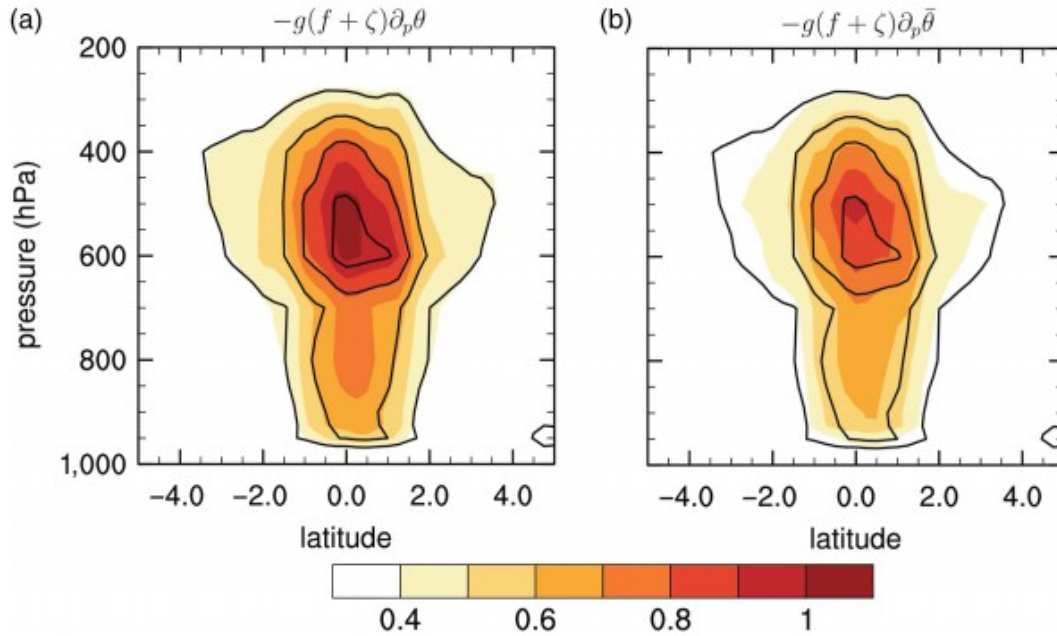 (a) −g(f + ζ)∂ₚθ
(b) −g(f + ζ)∂ₚθ̄
200
400
600
800
1,000
pressure (hPa)
−4.0 −2.0 0.0 2.0 4.0
−4.0 −2.0 0.0 2.0 4.0
latitude
latitude
0.4 0.6 0.8 1